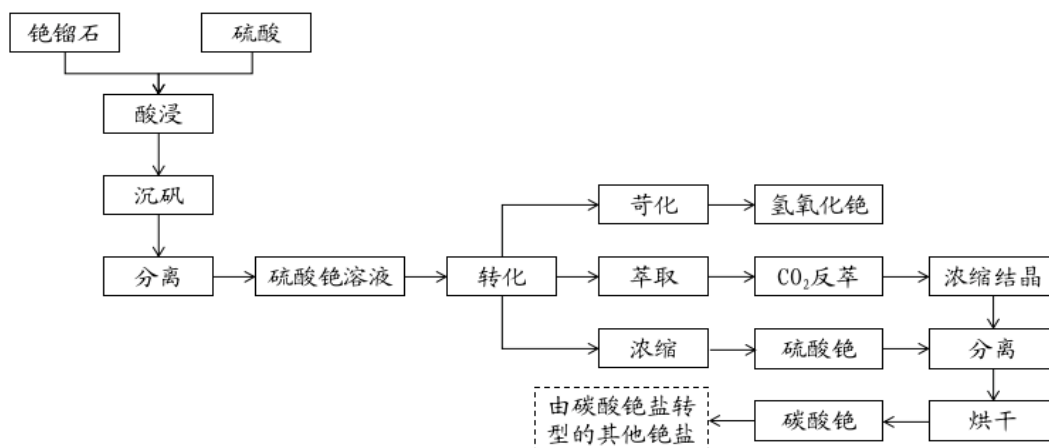 铯镏石
硫酸
酸浸
沉矾
分离
硫酸铯溶液
转化
苛化
氢氧化铯
萃取
CO₂反萃
浓缩结晶
浓缩
硫酸铯
分离
由碳酸铯盐转
型的其他铯盐
碳酸铯
烘干